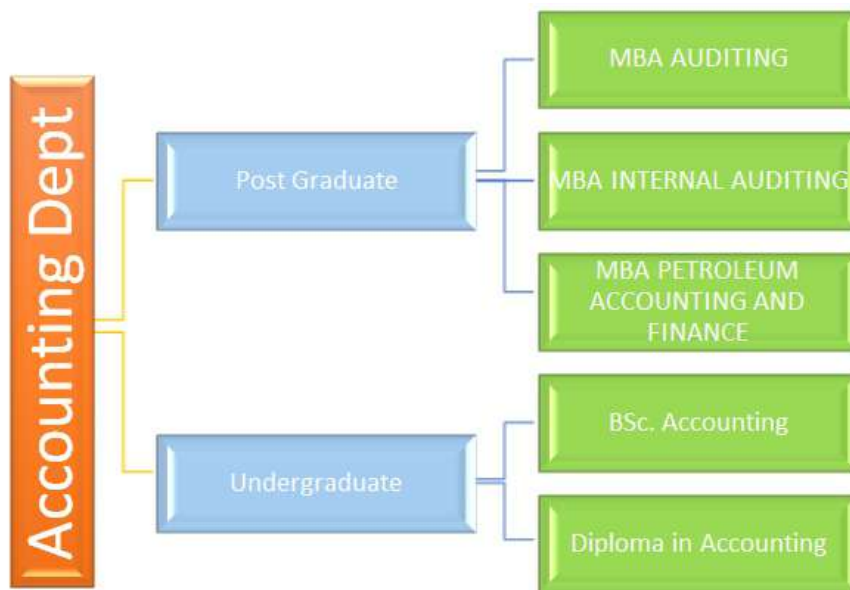 Accounting Dept
Post Graduate
MBA AUDITING
MBA INTERNAL AUDITING
MBA PETROLEUM
ACCOUNTING AND
FINANCE
Undergraduate
BSc. Accounting
Diploma in Accounting